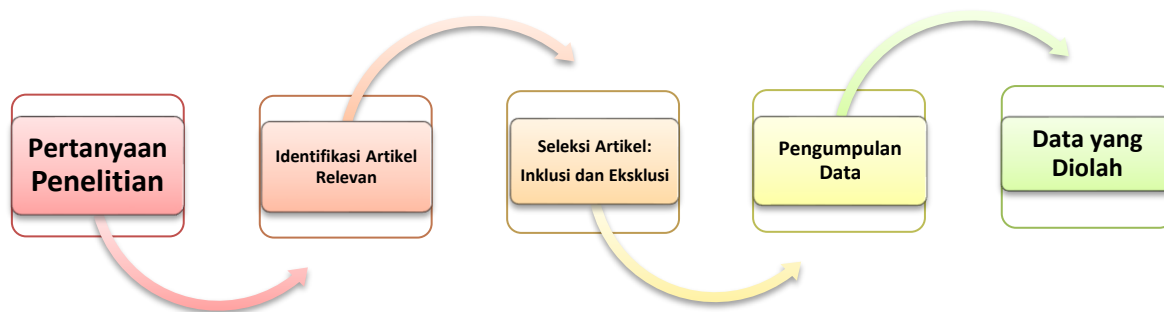 Pertanyaan
Penelitian
Identifikasi Artikel
Relevan
Seleksi Artikel:
Inklusi dan Eksklusi
Pengumpulan
Data
Data yang
Diolah